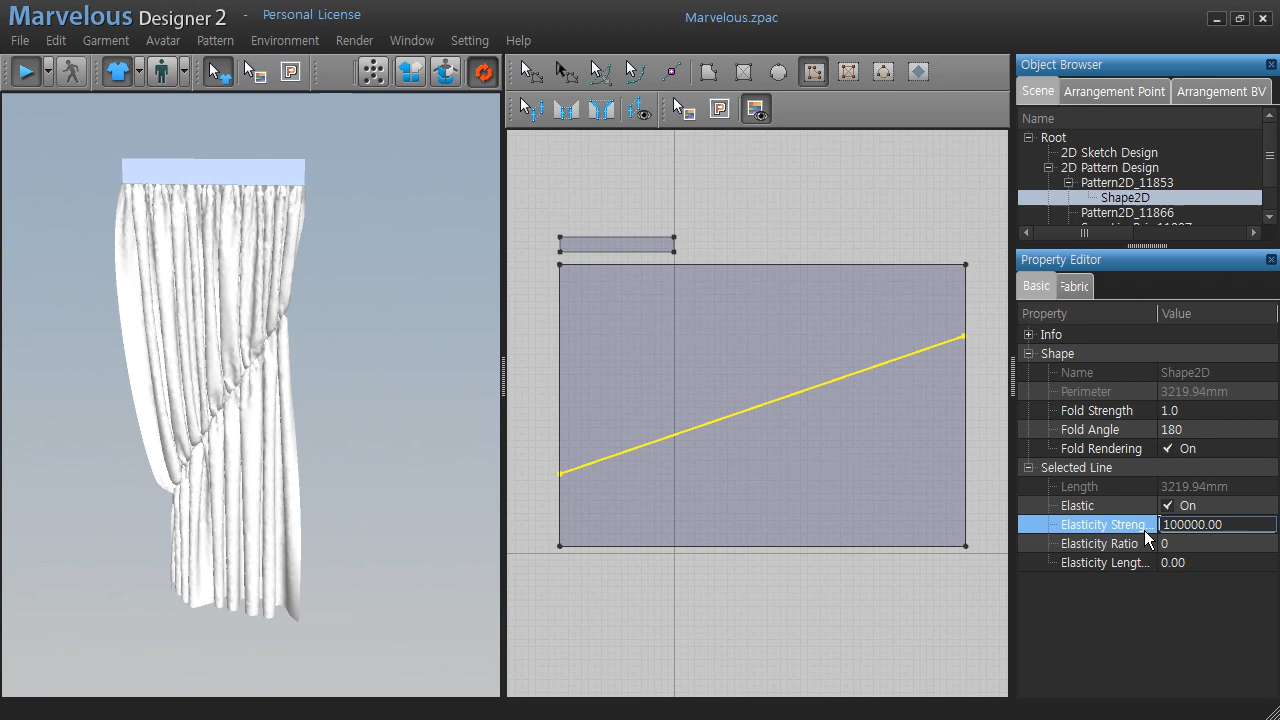 Marvelous Designer 2 - Personal License
Marvelous.zpac
File Edit Garment Avatar Pattern Environment Render Window Setting Help
Object Browser
Scene Arrangement Point Arrangement BV
Name
Root
2D Sketch Design
2D Pattern Design
Pattern2D_11853
Shape2D
Pattern2D_11866
Property Editor
Basic Fabric
Property Value
Info
Shape
Name Shape2D
Perimeter 3219.94mm
Fold Strength 1.0
Fold Angle 180
Fold Rendering On
Selected Line
Length 3219.94mm
Elastic On
Elasticity Streng... 100000.00
Elasticity Ratio 0
Elasticity Lengt... 0.00